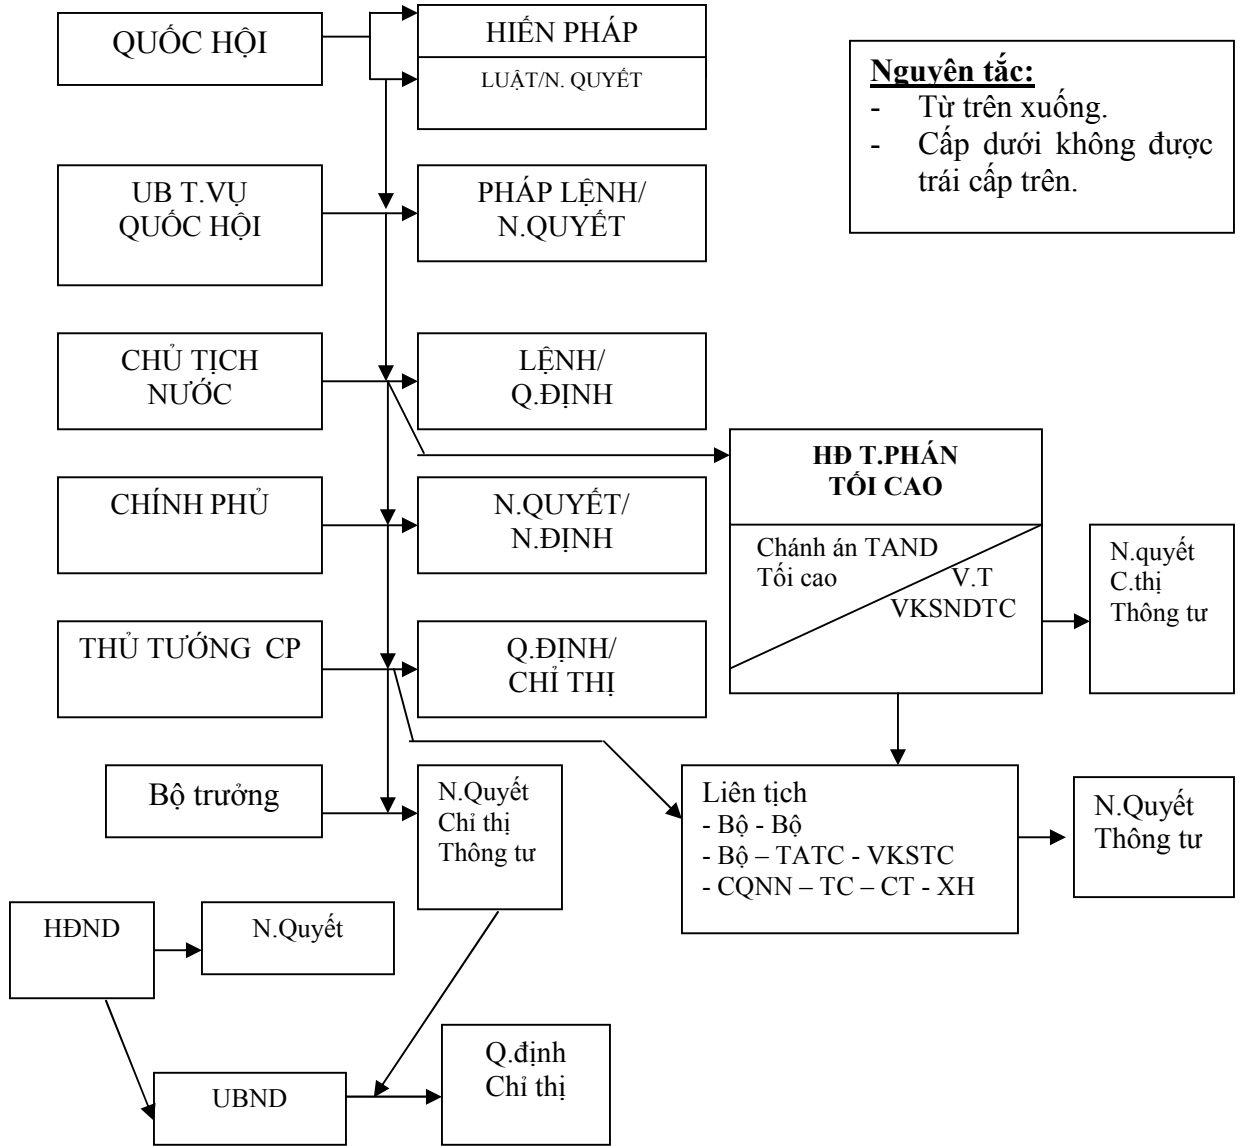 QUỐC HỘI
HIẾN PHÁP
LUẬT/N. QUYẾT
Nguyên tắc:
- Từ trên xuống.
- Cấp dưới không được
trái cấp trên.
UB T.VỤ
QUỐC HỘI
PHÁP LỆNH/
N.QUYẾT
CHỦ TỊCH
NƯỚC
LỆNH/
Q.ĐỊNH
HĐ T.PHÁN
TỐI CAO
Chánh án TAND
Tối cao
V.T
VKSNDTC
N.quyết
C.thị
Thông tư
CHÍNH PHỦ
N.QUYẾT/
N.ĐỊNH
THỦ TƯỚNG CP
Q.ĐỊNH/
CHỈ THỊ
Bộ trưởng
N.Quyết
Chỉ thị
Thông tư
Liên tịch
- Bộ - Bộ
- Bộ – TATC - VKSTC
- CQNN – TC – CT - XH
N.Quyết
Thông tư
HĐND
N.Quyết
UBND
Q.định
Chỉ thị